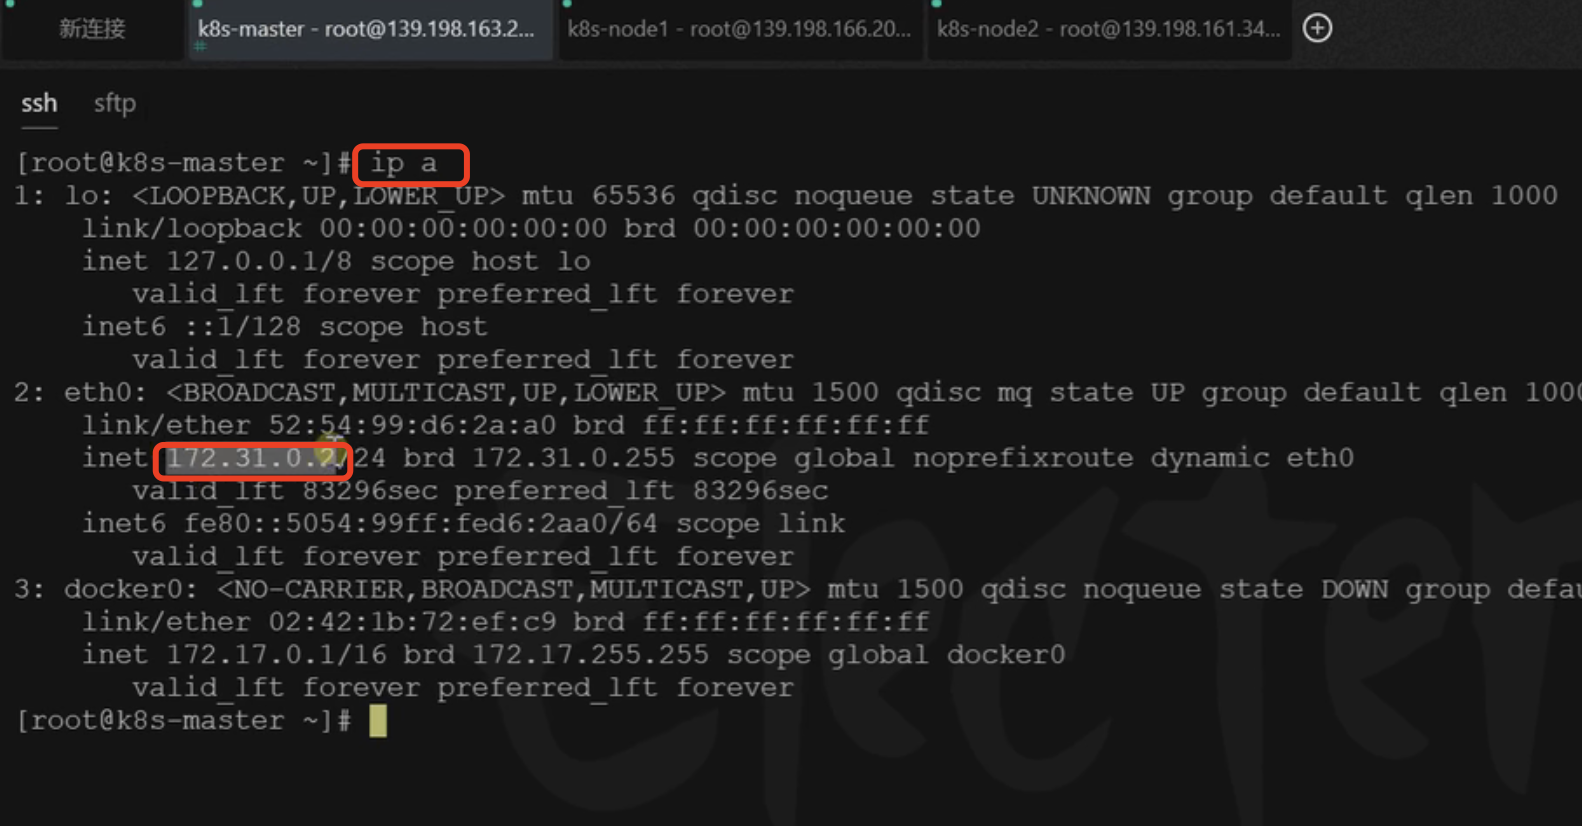 新连接
k8s-master - root@139.198.163.2...
k8s-node1 - root@139.198.166.20...
k8s-node2 - root@139.198.161.34...
#
ssh sftp
[root@k8s-master ~]# ip a
1: lo: <LOOPBACK,UP,LOWER_UP> mtu 65536 qdisc noqueue state UNKNOWN group default qlen 1000
link/loopback 00:00:00:00:00:00 brd 00:00:00:00:00:00
inet 127.0.0.1/8 scope host lo
valid_lft forever preferred_lft forever
inet6 ::1/128 scope host
valid_lft forever preferred_lft forever
2: eth0: <BROADCAST,MULTICAST,UP,LOWER_UP> mtu 1500 qdisc mq state UP group default qlen 1000
link/ether 52:54:99:d6:2a:a0 brd ff:ff:ff:ff:ff:ff
inet 172.31.0.2/24 brd 172.31.0.255 scope global noprefixroute dynamic eth0
valid_lft 83296sec preferred_lft 83296sec
inet6 fe80::5054:99ff:fed6:2aa0/64 scope link
valid_lft forever preferred_lft forever
3: docker0: <NO-CARRIER,BROADCAST,MULTICAST,UP> mtu 1500 qdisc noqueue state DOWN group defau
link/ether 02:42:1b:72:ef:c9 brd ff:ff:ff:ff:ff:ff
inet 172.17.0.1/16 brd 172.17.255.255 scope global docker0
valid_lft forever preferred_lft forever
[root@k8s-master ~]#
Electer